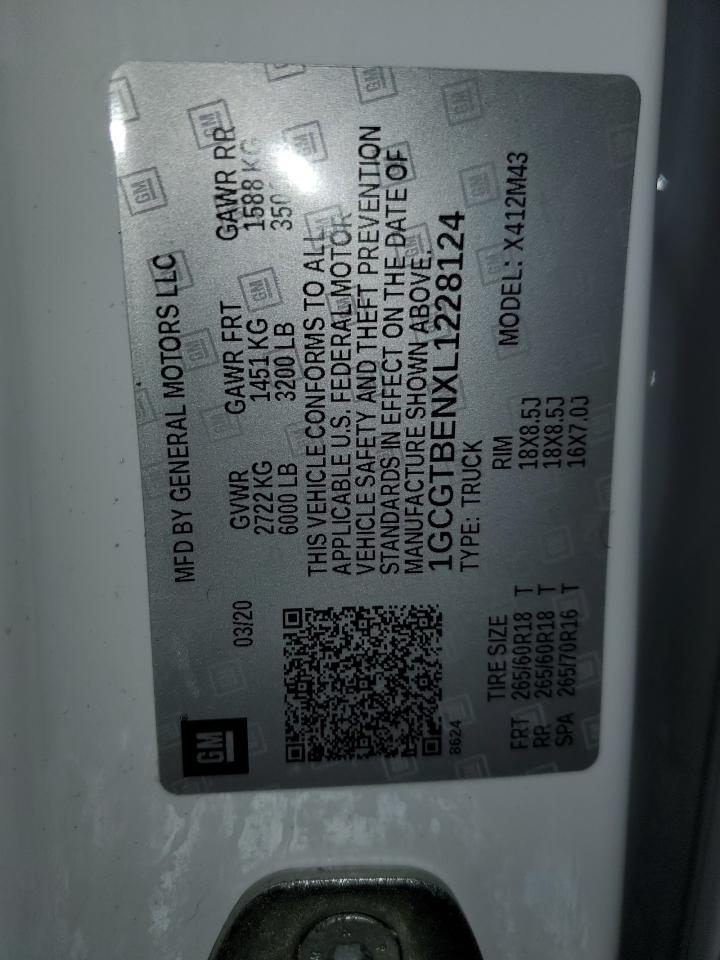 GM
MFD BY GENERAL MOTORS LLC
03/20
GVWR GAWR FRT GAWR RR
2722 KG 1451 KG 1588 KG
6000 LB 3200 LB
THIS VEHICLE CONFORMS TO ALL
APPLICABLE U.S. FEDERAL MOTOR
VEHICLE SAFETY AND THEFT PREVENTION
STANDARDS IN EFFECT ON THE DATE OF
MANUFACTURE SHOWN ABOVE.
1GCGTBENXL1228124
8624
TYPE: TRUCK MODEL: X412M43
TIRE SIZE RIM
FRT 265/60R18 T 18X8.5J
RR 265/60R18 T 18X8.5J
SPA 265/70R16 T 16X7.0J